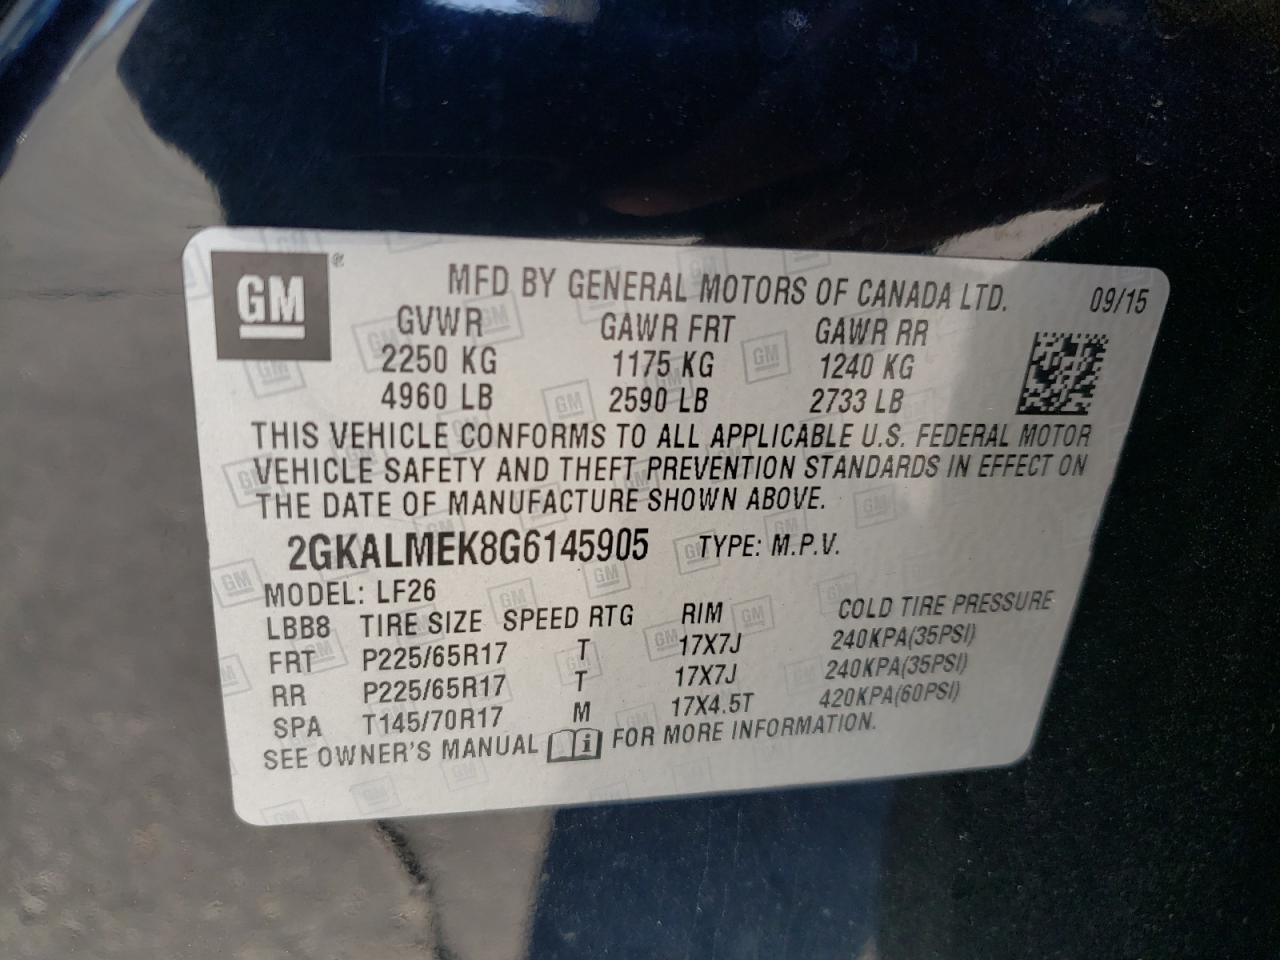 GM ®
MFD BY GENERAL MOTORS OF CANADA LTD. 09/15
GVWR GAWR FRT GAWR RR
2250 KG 1175 KG 1240 KG
4960 LB 2590 LB 2733 LB
THIS VEHICLE CONFORMS TO ALL APPLICABLE U.S. FEDERAL MOTOR
VEHICLE SAFETY AND THEFT PREVENTION STANDARDS IN EFFECT ON
THE DATE OF MANUFACTURE SHOWN ABOVE.
2GKALMEK8G6145905 TYPE: M.P.V.
MODEL: LF26
LBB8 TIRE SIZE SPEED RTG RIM COLD TIRE PRESSURE
FRT P225/65R17 T 17X7J 240KPA(35PSI)
RR P225/65R17 T 17X7J 240KPA(35PSI)
SPA T145/70R17 M 17X4.5T 420KPA(60PSI)
SEE OWNER'S MANUAL i FOR MORE INFORMATION.